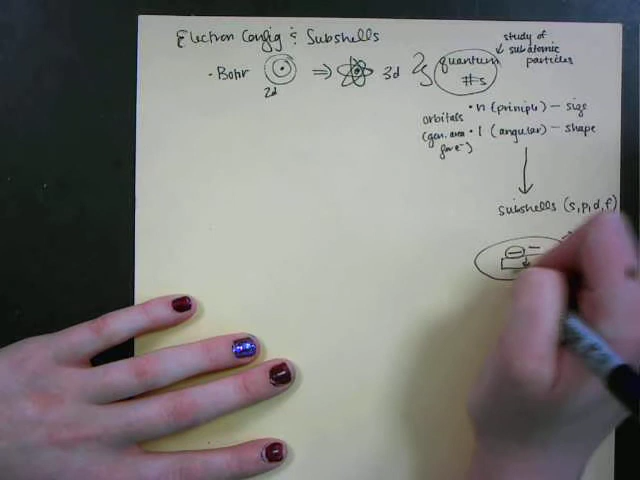 Electron Config & Subshells
study of
subatomic
particles
• Bohr ⇒ 3d quantum
#s
2d
• n (priniple) — size
orbitals
(gen. area • l (angular) — shape
for e⁻)
subshells (s,p,d,f)